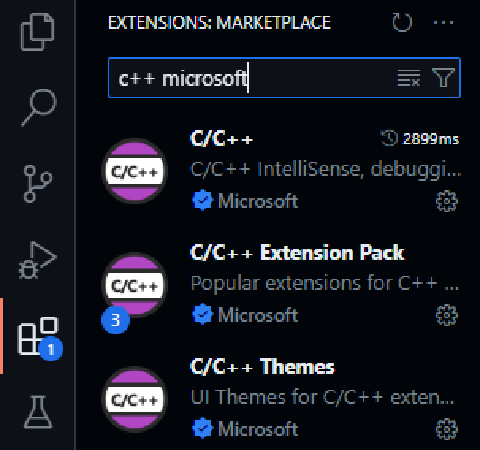 EXTENSIONS: MARKETPLACE
c++ microsoft
C/C++
C/C++
2899ms
C/C++ IntelliSense, debuggi...
Microsoft
C/C++
3
C/C++ Extension Pack
Popular extensions for C++ ...
Microsoft
1
C/C++
C/C++ Themes
UI Themes for C/C++ exten...
Microsoft